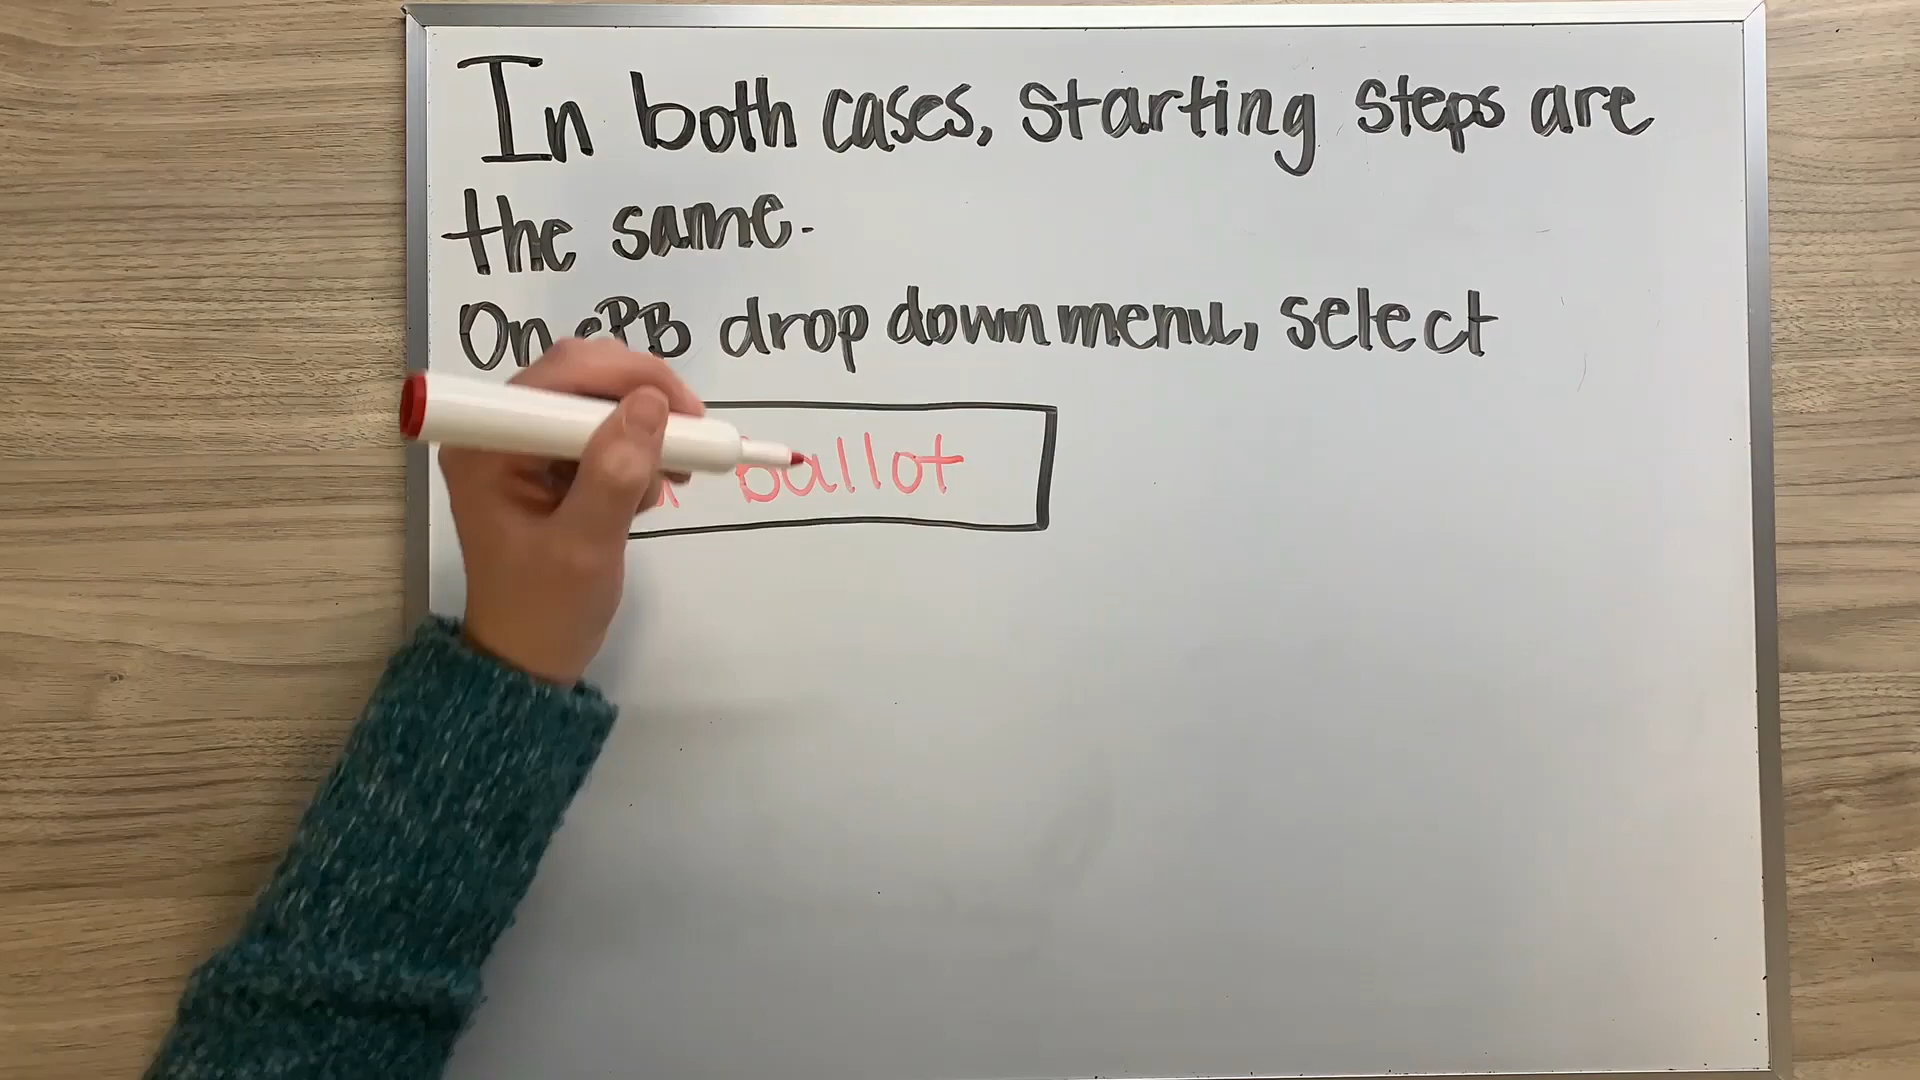 In both cases, starting steps are
the same.
On ePB drop down menu, select
ballot